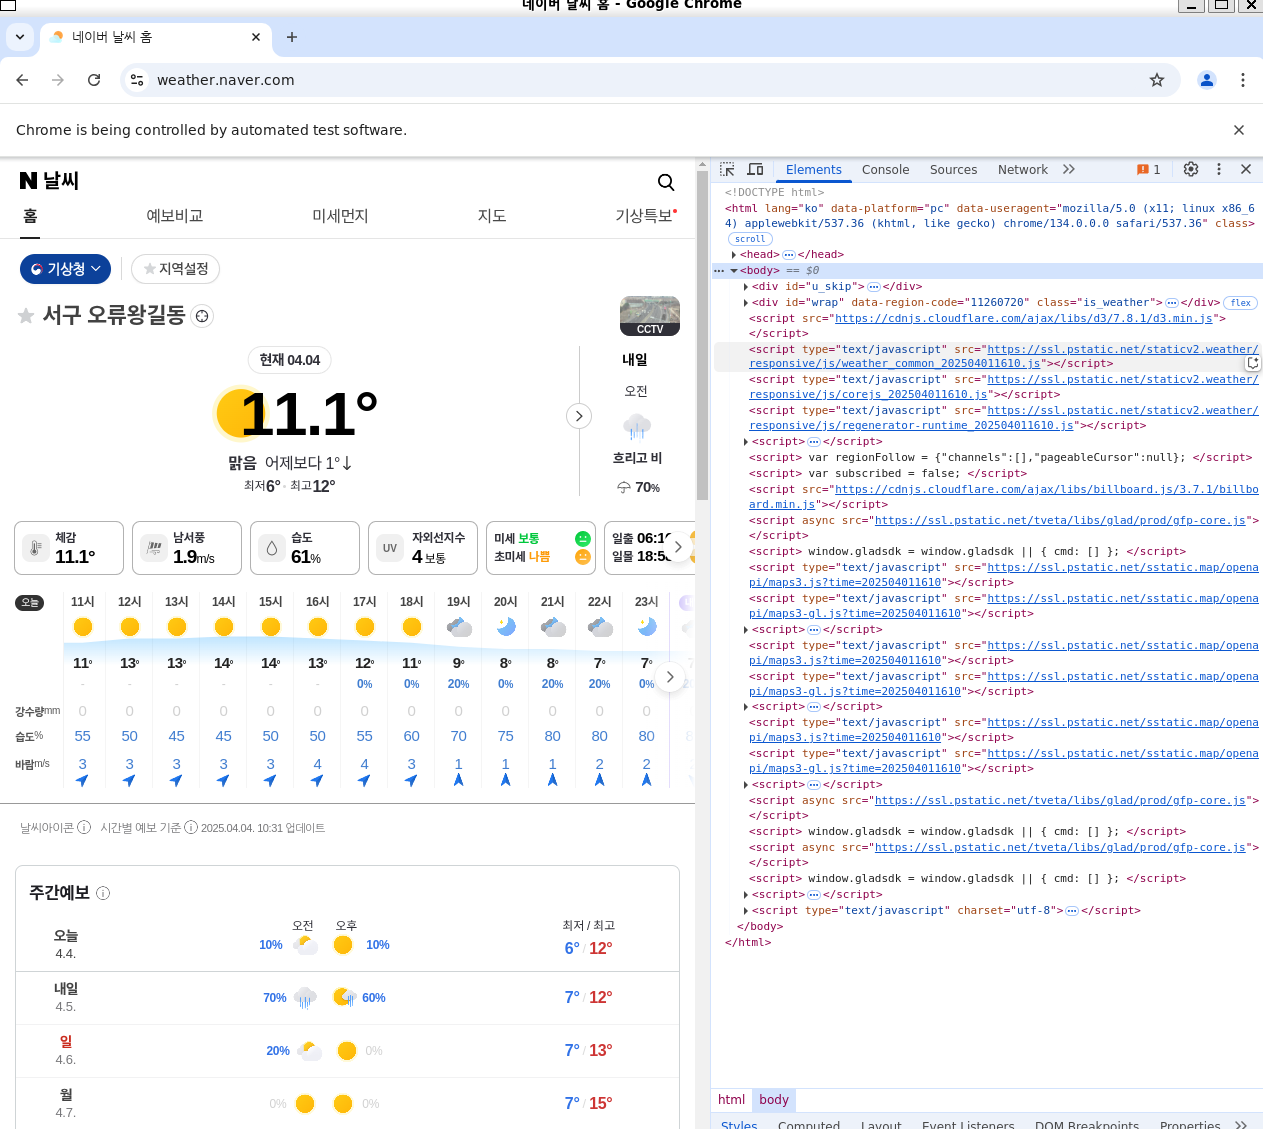 네이버 날씨 홈 - Google Chrome
네이버 날씨 홈
weather.naver.com
Chrome is being controlled by automated test software.
N 날씨
홈 예보비교 미세먼지 지도 기상특보
기상청 지역설정
서구 오류왕길동
CCTV
현재 04.04
11.1°
맑음 어제보다 1°↓
최저6° 최고12°
내일
오전
흐리고 비
70%
체감
11.1°
남서풍
1.9m/s
습도
61%
UV
자외선지수
4 보통
미세 보통
초미세 나쁨
일출
일몰
오늘 11시 12시 13시 14시 15시 16시 17시 18시 19시 20시 21시 22시 23시
11° 13° 13° 14° 14° 13° 12° 11° 9° 8° 8° 7° 7°
- - - - - - 0% 0% 20% 0% 20% 20% 0%
강수량mm 0 0 0 0 0 0 0 0 0 0 0 0 0
습도% 55 50 45 45 50 50 55 60 70 75 80 80 80
바람m/s 3 3 3 3 3 4 4 3 1 1 1 2 2
날씨아이콘 시간별 예보 기준 2025.04.04. 10:31 업데이트
주간예보
오전 오후 최저 / 최고
오늘
4.4.
10% 10% 6° / 12°
내일
4.5.
70% 60% 7° / 12°
일
4.6.
20% 0% 7° / 13°
월
4.7.
0% 0% 7° / 15°
Elements Console Sources Network 1
<!DOCTYPE html>
<html lang="ko" data-platform="pc" data-useragent="mozilla/5.0 (x11; linux x86_6
4) applewebkit/537.36 (khtml, like gecko) chrome/134.0.0.0 safari/537.36" class>
scroll
<head> ••• </head>
••• <body> == $0
<div id="u_skip"> ••• </div>
<div id="wrap" data-region-code="11260720" class="is_weather"> ••• </div> flex
<script src="https://cdnjs.cloudflare.com/ajax/libs/d3/7.8.1/d3.min.js">
</script>
<script type="text/javascript" src="https://ssl.pstatic.net/staticv2.weather/
responsive/js/weather_common_202504011610.js"></script>
<script type="text/javascript" src="https://ssl.pstatic.net/staticv2.weather/
responsive/js/corejs_202504011610.js"></script>
<script type="text/javascript" src="https://ssl.pstatic.net/staticv2.weather/
responsive/js/regenerator-runtime_202504011610.js"></script>
<script> ••• </script>
<script> var regionFollow = {"channels":[],"pageableCursor":null}; </script>
<script> var subscribed = false; </script>
<script src="https://cdnjs.cloudflare.com/ajax/libs/billboard.js/3.7.1/billbo
ard.min.js"></script>
<script async src="https://ssl.pstatic.net/tveta/libs/glad/prod/gfp-core.js">
</script>
<script> window.gladsdk = window.gladsdk || { cmd: [] }; </script>
<script type="text/javascript" src="https://ssl.pstatic.net/sstatic.map/opena
pi/maps3.js?time=202504011610"></script>
<script type="text/javascript" src="https://ssl.pstatic.net/sstatic.map/opena
pi/maps3-gl.js?time=202504011610"></script>
<script> ••• </script>
<script type="text/javascript" src="https://ssl.pstatic.net/sstatic.map/opena
pi/maps3.js?time=202504011610"></script>
<script type="text/javascript" src="https://ssl.pstatic.net/sstatic.map/opena
pi/maps3-gl.js?time=202504011610"></script>
<script> ••• </script>
<script type="text/javascript" src="https://ssl.pstatic.net/sstatic.map/opena
pi/maps3.js?time=202504011610"></script>
<script type="text/javascript" src="https://ssl.pstatic.net/sstatic.map/opena
pi/maps3-gl.js?time=202504011610"></script>
<script> ••• </script>
<script async src="https://ssl.pstatic.net/tveta/libs/glad/prod/gfp-core.js">
</script>
<script> window.gladsdk = window.gladsdk || { cmd: [] }; </script>
<script async src="https://ssl.pstatic.net/tveta/libs/glad/prod/gfp-core.js">
</script>
<script> window.gladsdk = window.gladsdk || { cmd: [] }; </script>
<script> ••• </script>
<script type="text/javascript" charset="utf-8"> ••• </script>
</body>
</html>
html body
Styles Computed Layout Event Listeners DOM Breakpoints Properties